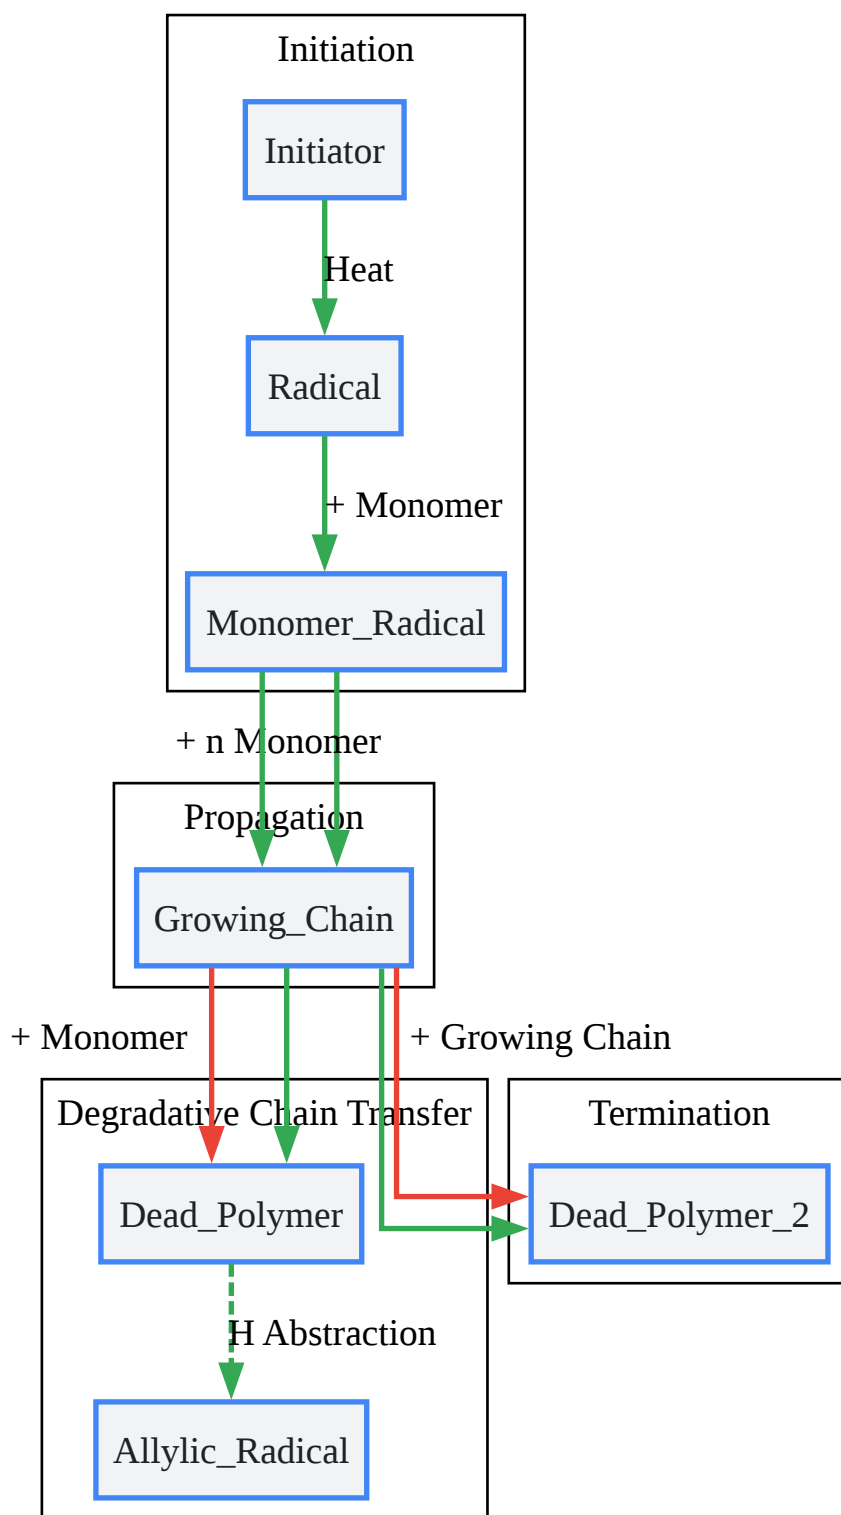 Initiation
Initiator
Heat
Radical
+ Monomer
Monomer_Radical
+ n Monomer
Propagation
Growing_Chain
+ Monomer
+ Growing Chain
Degradative Chain Transfer
Termination
Dead_Polymer
Dead_Polymer_2
H Abstraction
Allylic_Radical